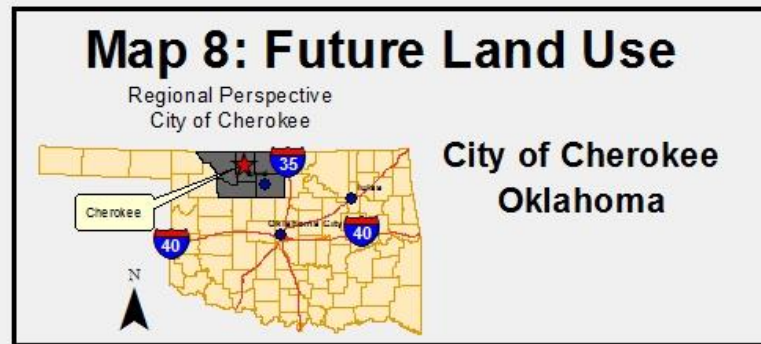 Map 8: Future Land Use
Regional Perspective
City of Cherokee
City of Cherokee
Oklahoma
35
Cherokee
Tulsa
Oklahoma City
40
40
N